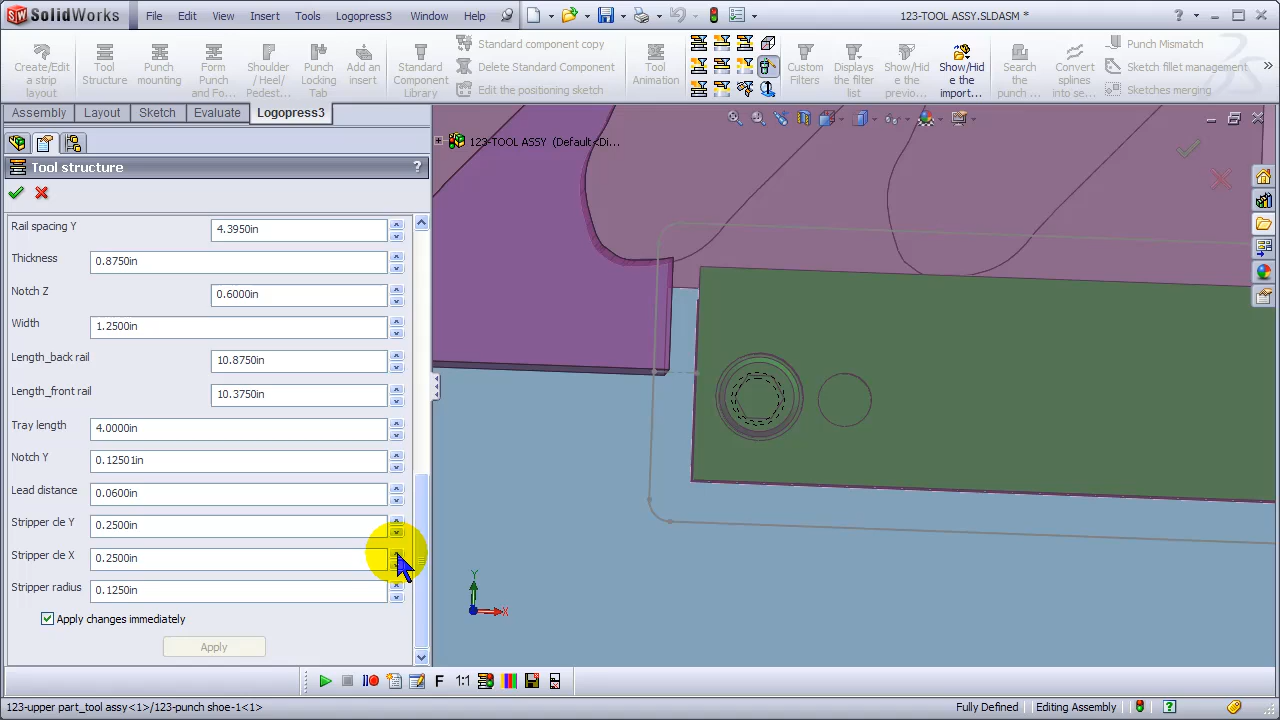 SolidWorks File Edit View Insert Tools Logopress3 Window Help 123-TOOL ASSY.SLDASM *
Create/Edit a strip layout
Tool Structure
Punch mounting
Form Punch and Fo...
Shoulder/Heel
Punch Locking
Add an insert
Standard component copy
Delete Standard Component
Edit the positioning sketch
Standard Component Library
Tool Animation
Custom Filters
Displays the filter list
Show/Hide the previo...
Show/Hide the import...
Search the punch ...
Convert splines into se...
Punch Mismatch
Sketch fillet management
Sketches merging
Assembly Layout Sketch Evaluate Logopress3
123-TOOL ASSY (Default<Di...
Tool structure ?
Rail spacing Y 4.3950in
Thickness 0.8750in
Notch Z 0.6000in
Width 1.2500in
Length_back rail 10.8750in
Length_front rail 10.3750in
Tray length 4.0000in
Notch Y 0.12501in
Lead distance 0.0600in
Stripper cle Y 0.2500in
Stripper cle X 0.2500in
Stripper radius 0.1250in
Apply changes immediately
Apply
Y
X
F 1:1
123-upper part_tool assy<1>/123-punch shoe-1<1> Fully Defined Editing Assembly